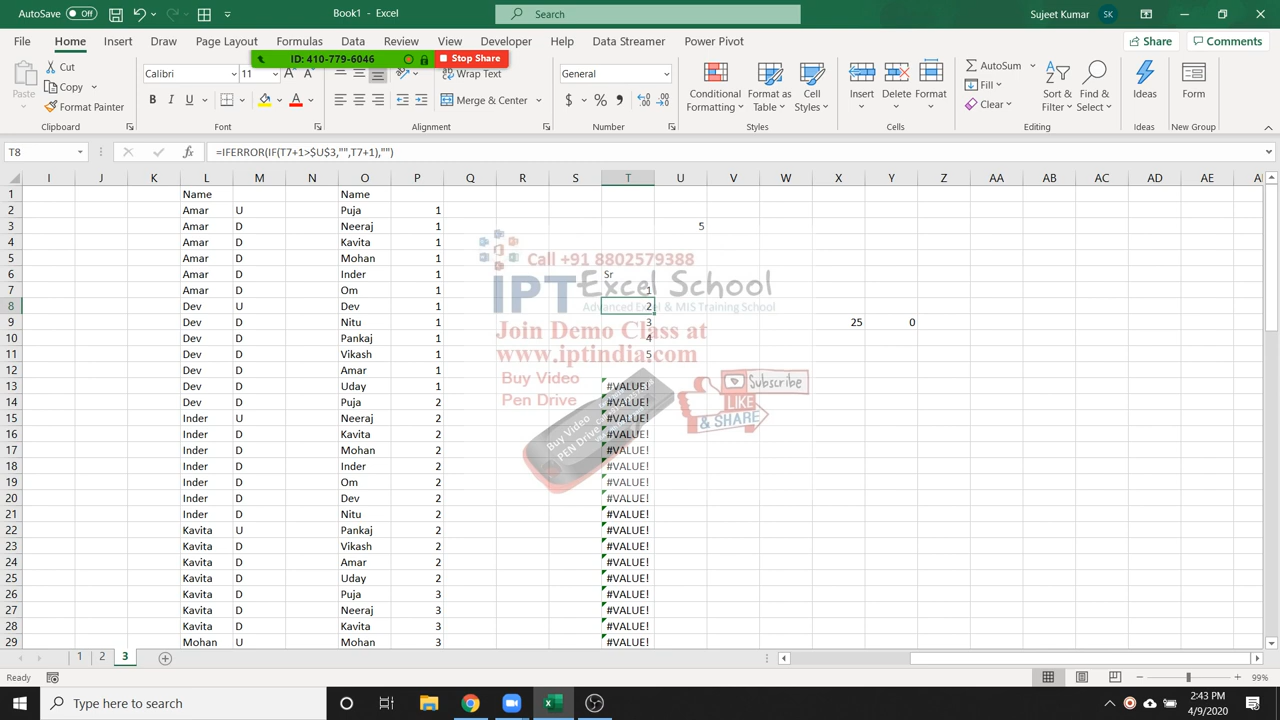 AutoSave Off Book1 - Excel Search Sujeet Kumar SK
File Home Insert Draw Page Layout Formulas Data Review View Developer Help Data Streamer Power Pivot Share Comments
ID: 410-779-6046 Stop Share
Cut Calibri 11 Wrap Text General AutoSum
Paste Copy Merge & Center Conditional Formatting Format as Table Cell Styles Insert Delete Format Fill Sort & Filter Find & Select Ideas Form
Format Painter Clear
Clipboard Font Alignment Number Styles Cells Editing Ideas New Group
T8 =IFERROR(IF(T7+1>$U$3,"",T7+1),"")
I J K L M N O P Q R S T U V W X Y Z AA AB AC AD AE
1 Name Name
2 Amar U Puja 1
3 Amar D Neeraj 1 5
4 Amar D Kavita 1
5 Amar D Mohan 1
6 Amar D Inder 1 Sr
7 Amar D Om 1 1
8 Dev U Dev 1 2
9 Dev D Nitu 1 3 25 0
10 Dev D Pankaj 1 4
11 Dev D Vikash 1 5
12 Dev D Amar 1
13 Dev D Uday 1 #VALUE!
14 Dev D Puja 2 #VALUE!
15 Inder U Neeraj 2 #VALUE!
16 Inder D Kavita 2 #VALUE!
17 Inder D Mohan 2 #VALUE!
18 Inder D Inder 2 #VALUE!
19 Inder D Om 2 #VALUE!
20 Inder D Dev 2 #VALUE!
21 Inder D Nitu 2 #VALUE!
22 Kavita U Pankaj 2 #VALUE!
23 Kavita D Vikash 2 #VALUE!
24 Kavita D Amar 2 #VALUE!
25 Kavita D Uday 2 #VALUE!
26 Kavita D Puja 3 #VALUE!
27 Kavita D Neeraj 3 #VALUE!
28 Kavita D Kavita 3 #VALUE!
29 Mohan U Mohan 3 #VALUE!
Call +91 8802579388
IPT Excel School
Advanced Excel & MIS Training School
Join Demo Class at
www.iptindia.com
Buy Video
Pen Drive
Subscribe
LIKE
& SHARE
Buy Video
PEN Drive
1 2 3
Ready 99%
Type here to search 2:43 PM
4/9/2020